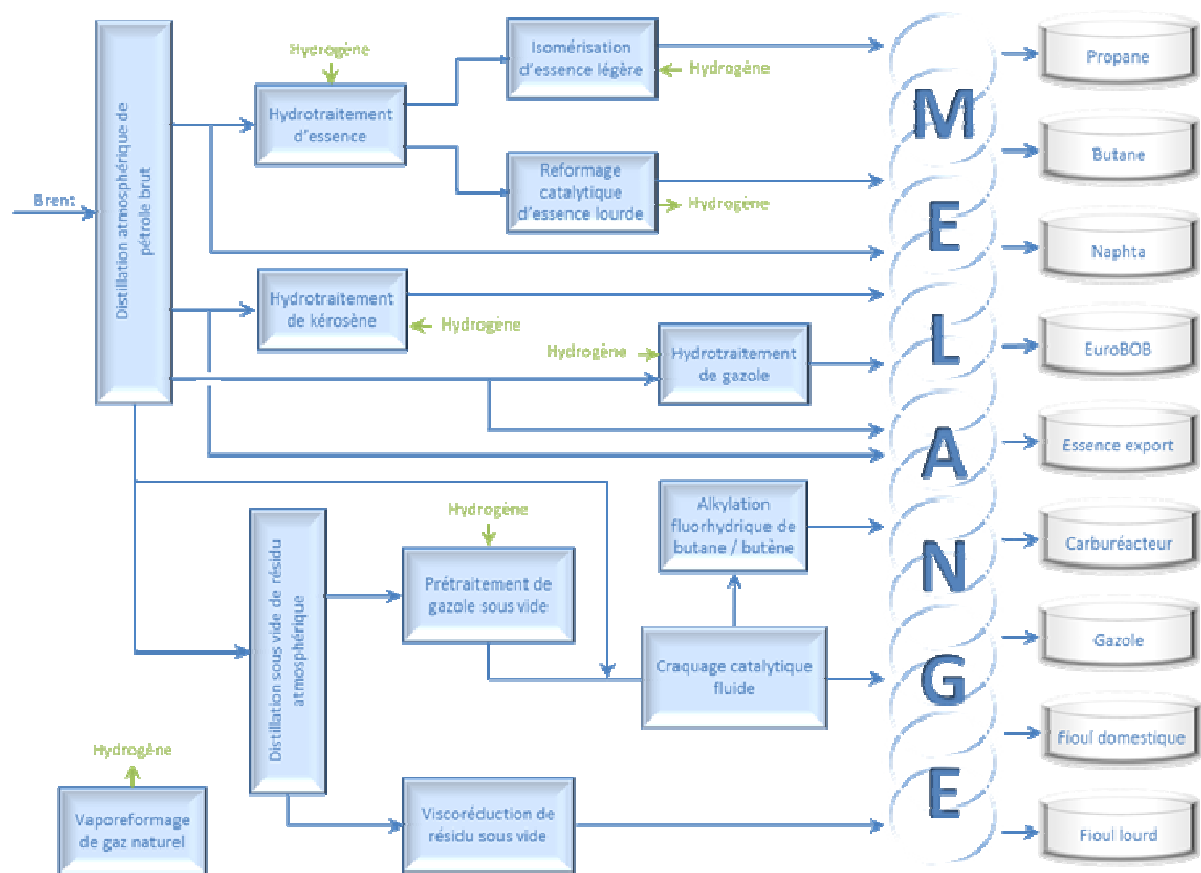 Brent
Distillation atmosphérique de
pétrole brut
Hydrogène
Hydrotraitement
d'essence
Isomérisation
d'essence légère
Hydrogène
Reformage
catalytique
d'essence lourde
Hydrogène
Hydrotraitement
de kérosène
Hydrogène
Hydrogène
Hydrotraitement
de gazole
Distillation sous vide de résidu
atmosphérique
Hydrogène
Prétraitement de
gazole sous vide
Alkylation
fluorhydrique de
butane / butène
Craquage catalytique
fluide
Hydrogène
Vaporeformage
de gaz naturel
Viscoréduction de
résidu sous vide
M
E
L
A
N
G
E
Propane
Butane
Naphta
EuroBOB
Essence export
Carburéacteur
Gazole
Fioul domestique
Fioul lourd